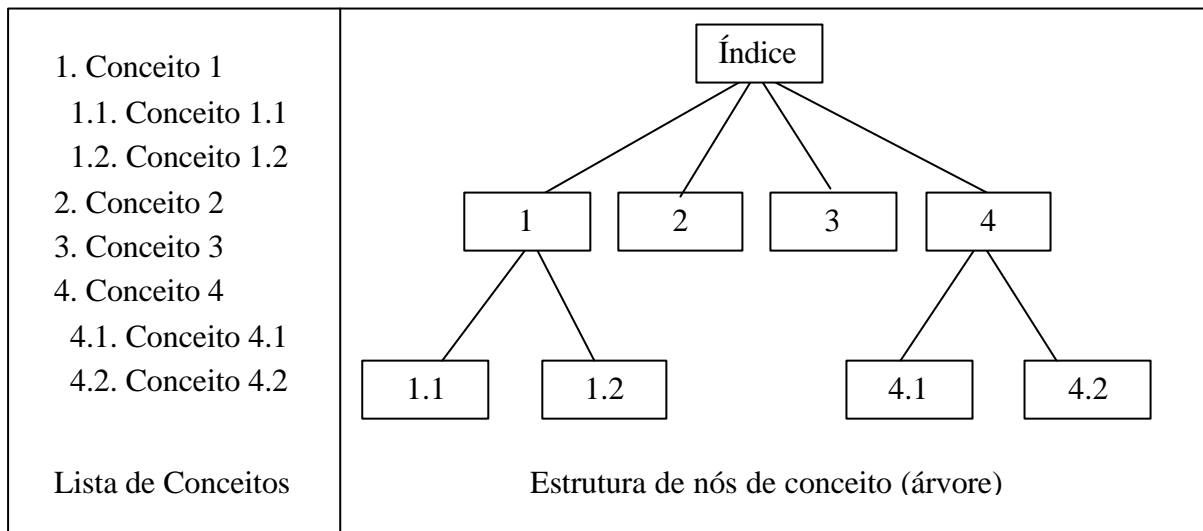 1. Conceito 1
1.1. Conceito 1.1
1.2. Conceito 1.2
2. Conceito 2
3. Conceito 3
4. Conceito 4
4.1. Conceito 4.1
4.2. Conceito 4.2
Lista de Conceitos
Índice
1 2 3 4
1.1 1.2 4.1 4.2
Estrutura de nós de conceito (árvore)